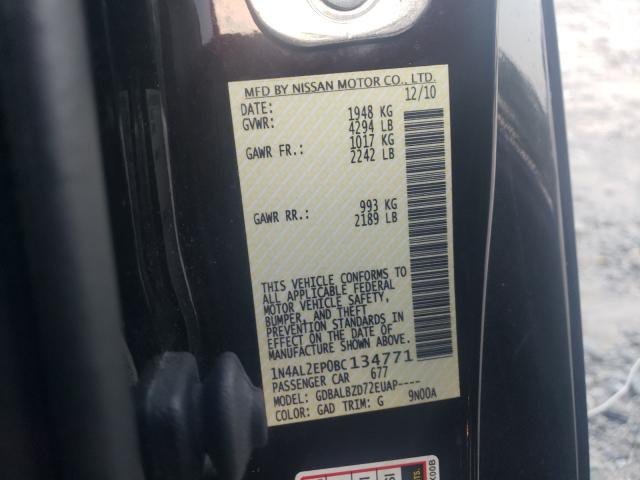 MFD BY NISSAN MOTOR CO., LTD.
DATE: 12/10
GVWR: 1948 KG
4294 LB
GAWR FR.: 1017 KG
2242 LB
GAWR RR.: 993 KG
2189 LB
THIS VEHICLE CONFORMS TO
ALL APPLICABLE FEDERAL
MOTOR VEHICLE SAFETY,
BUMPER, AND THEFT
PREVENTION STANDARDS IN
EFFECT ON THE DATE OF
MANUFACTURE SHOWN ABOVE.
1N4AL2EP0BC134771
PASSENGER CAR 677
MODEL: GDBALBZD72EUAP----
COLOR: GAD TRIM: G 9N00A